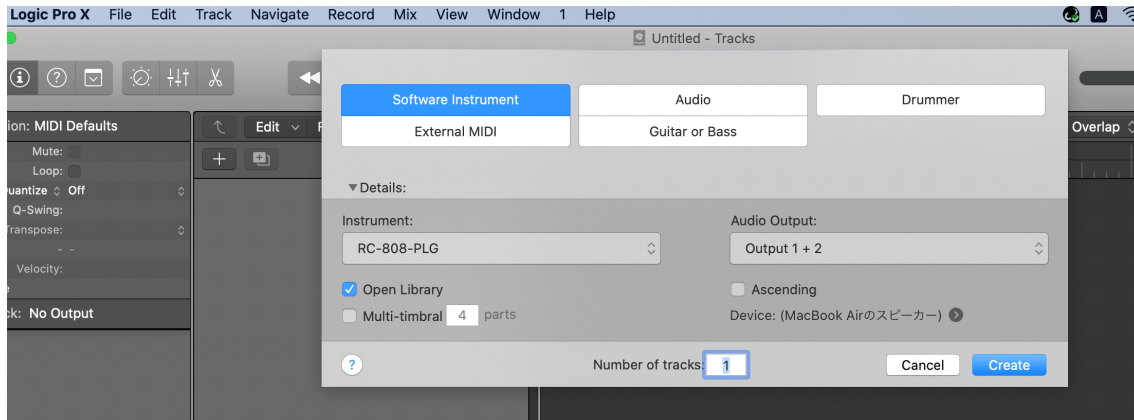 Logic Pro X File Edit Track Navigate Record Mix View Window 1 Help A
Untitled - Tracks
Software Instrument Audio Drummer
External MIDI Guitar or Bass
ion: MIDI Defaults
Edit
Overlap
Mute:
Loop:
uantize Off
Q-Swing:
Transpose:
- -
Velocity:
ck: No Output
Details:
Instrument:
RC-808-PLG
Audio Output:
Output 1 + 2
Open Library
Ascending
Multi-timbral 4 parts
Device: (MacBook Airのスピーカー)
?
Number of tracks: 1
Cancel Create